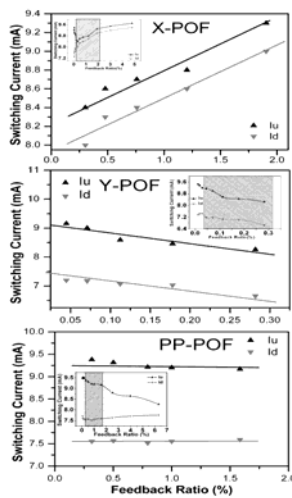 X-POF
Switching Current (mA)
9.4
9.2
9.0
8.8
8.6
8.4
8.2
8.0
Feedback Ratio(%)
Iu
Id
0.0
0.5
1.0
1.5
2.0
Y-POF
Switching Current (mA)
11
10
9
8
7
Feedback Ratio(%)
Iu
Id
0.05
0.10
0.15
0.20
0.25
0.30
PP-POF
Switching Current (mA)
10.0
9.5
9.0
8.5
8.0
7.5
7.0
Feedback Ratio(%)
Iu
Id
0.0
0.5
1.0
1.5
2.0
Feedback Ratio (%)